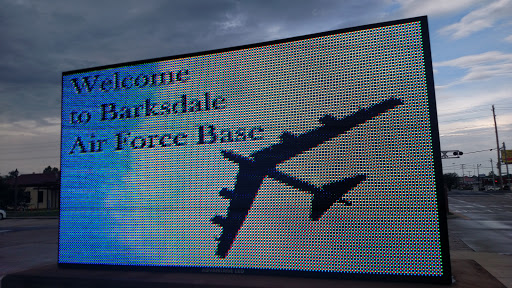 Welcome
to Barksdale
Air Force Base